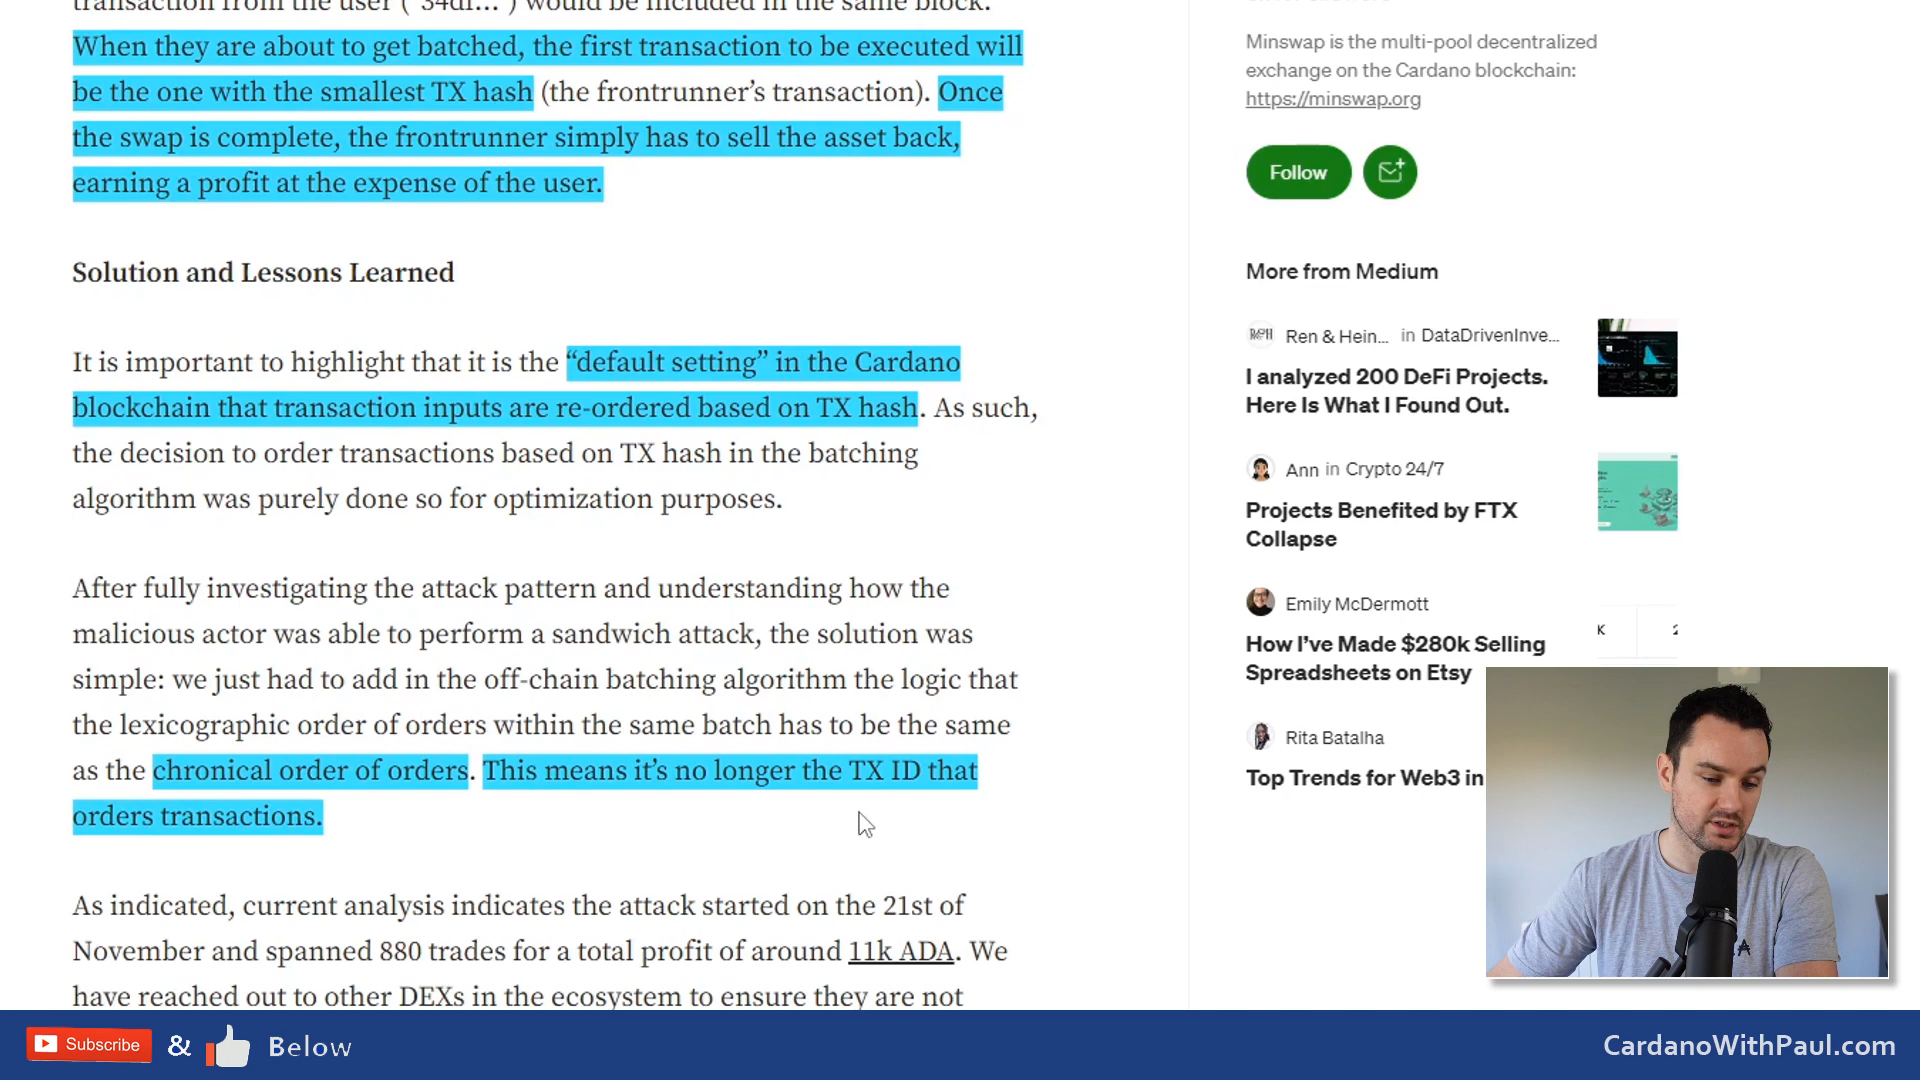 When they are about to get batched, the first transaction to be executed will
be the one with the smallest TX hash (the frontrunner’s transaction). Once
the swap is complete, the frontrunner simply has to sell the asset back,
earning a profit at the expense of the user.
Solution and Lessons Learned
It is important to highlight that it is the “default setting” in the Cardano
blockchain that transaction inputs are re-ordered based on TX hash. As such,
the decision to order transactions based on TX hash in the batching
algorithm was purely done so for optimization purposes.
After fully investigating the attack pattern and understanding how the
malicious actor was able to perform a sandwich attack, the solution was
simple: we just had to add in the off-chain batching algorithm the logic that
the lexicographic order of orders within the same batch has to be the same
as the chronical order of orders. This means it’s no longer the TX ID that
orders transactions.
As indicated, current analysis indicates the attack started on the 21st of
November and spanned 880 trades for a total profit of around 11k ADA. We
have reached out to other DEXs in the ecosystem to ensure they are not
Minswap is the multi-pool decentralized
exchange on the Cardano blockchain:
https://minswap.org
Follow
More from Medium
Ren & Hein... in DataDrivenInve...
I analyzed 200 DeFi Projects.
Here Is What I Found Out.
Ann in Crypto 24/7
Projects Benefited by FTX
Collapse
Emily McDermott
How I’ve Made $280k Selling
Spreadsheets on Etsy
K
Rita Batalha
Top Trends for Web3 in
Subscribe & Below
CardanoWithPaul.com